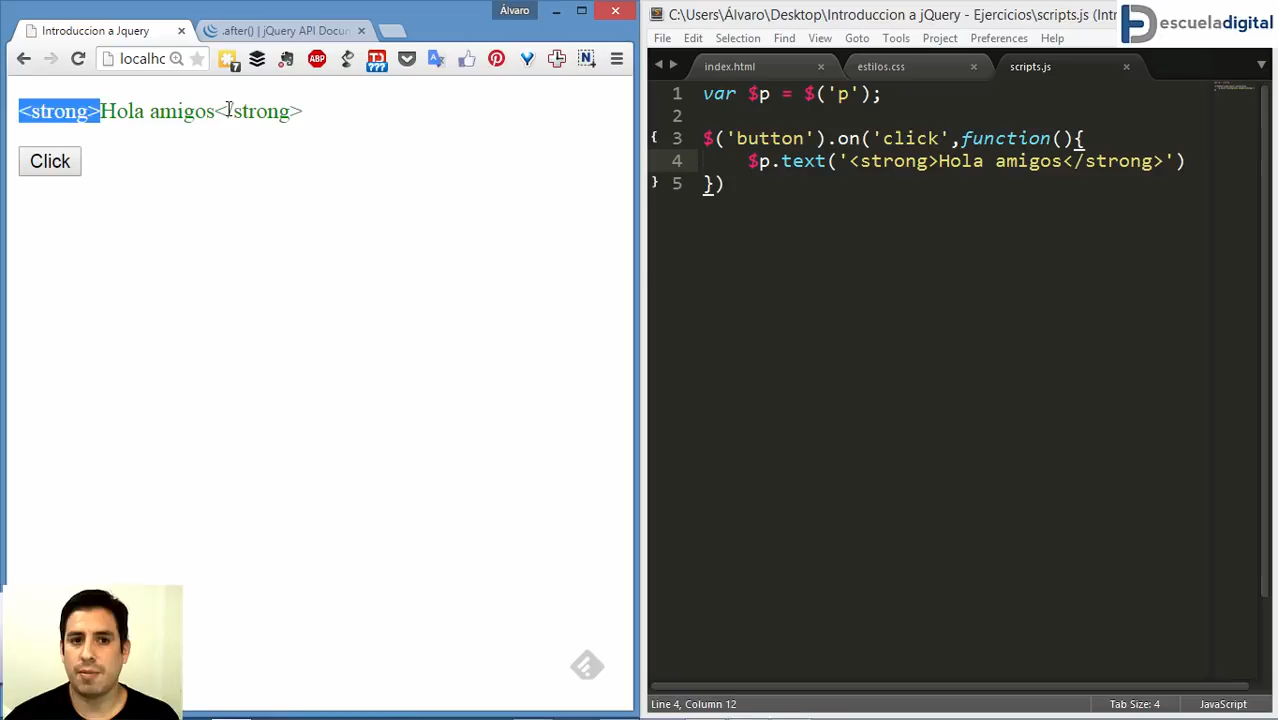 Álvaro
Introduccion a Jquery
.after() | jQuery API Docum
localhc
7
ABP
TD
???
N
<strong>Hola amigos</strong>
Click
C:\Users\Álvaro\Desktop\Introduccion a jQuery - Ejercicios\scripts.js (Intr
escueladigital
File Edit Selection Find View Goto Tools Project Preferences Help
index.html
estilos.css
scripts.js
1 var $p = $('p');
2
3 $('button').on('click',function(){
4 $p.text('<strong>Hola amigos</strong>')
5 })
Line 4, Column 12
Tab Size: 4
JavaScript